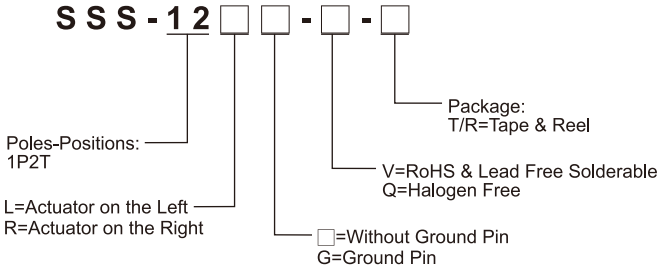 SSS-12□□-□-□
Package:
T/R=Tape & Reel
Poles-Positions:
1P2T
V=RoHS & Lead Free Solderable
Q=Halogen Free
L=Actuator on the Left
R=Actuator on the Right
□=Without Ground Pin
G=Ground Pin